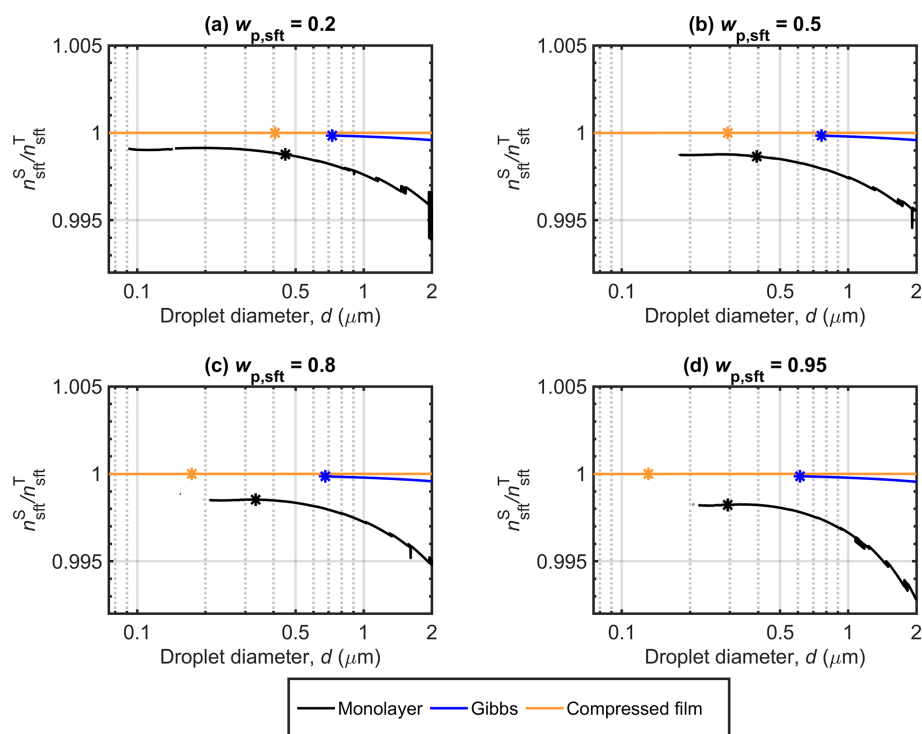 (a) w_p,sft = 0.2
1.005
1
0.995
n^S_sft/n^T_sft
0.1 0.5 1 2
Droplet diameter, d (μm)
(b) w_p,sft = 0.5
1.005
1
0.995
n^S_sft/n^T_sft
0.1 0.5 1 2
Droplet diameter, d (μm)
(c) w_p,sft = 0.8
1.005
1
0.995
n^S_sft/n^T_sft
0.1 0.5 1 2
Droplet diameter, d (μm)
(d) w_p,sft = 0.95
1.005
1
0.995
n^S_sft/n^T_sft
0.1 0.5 1 2
Droplet diameter, d (μm)
Monolayer Gibbs Compressed film